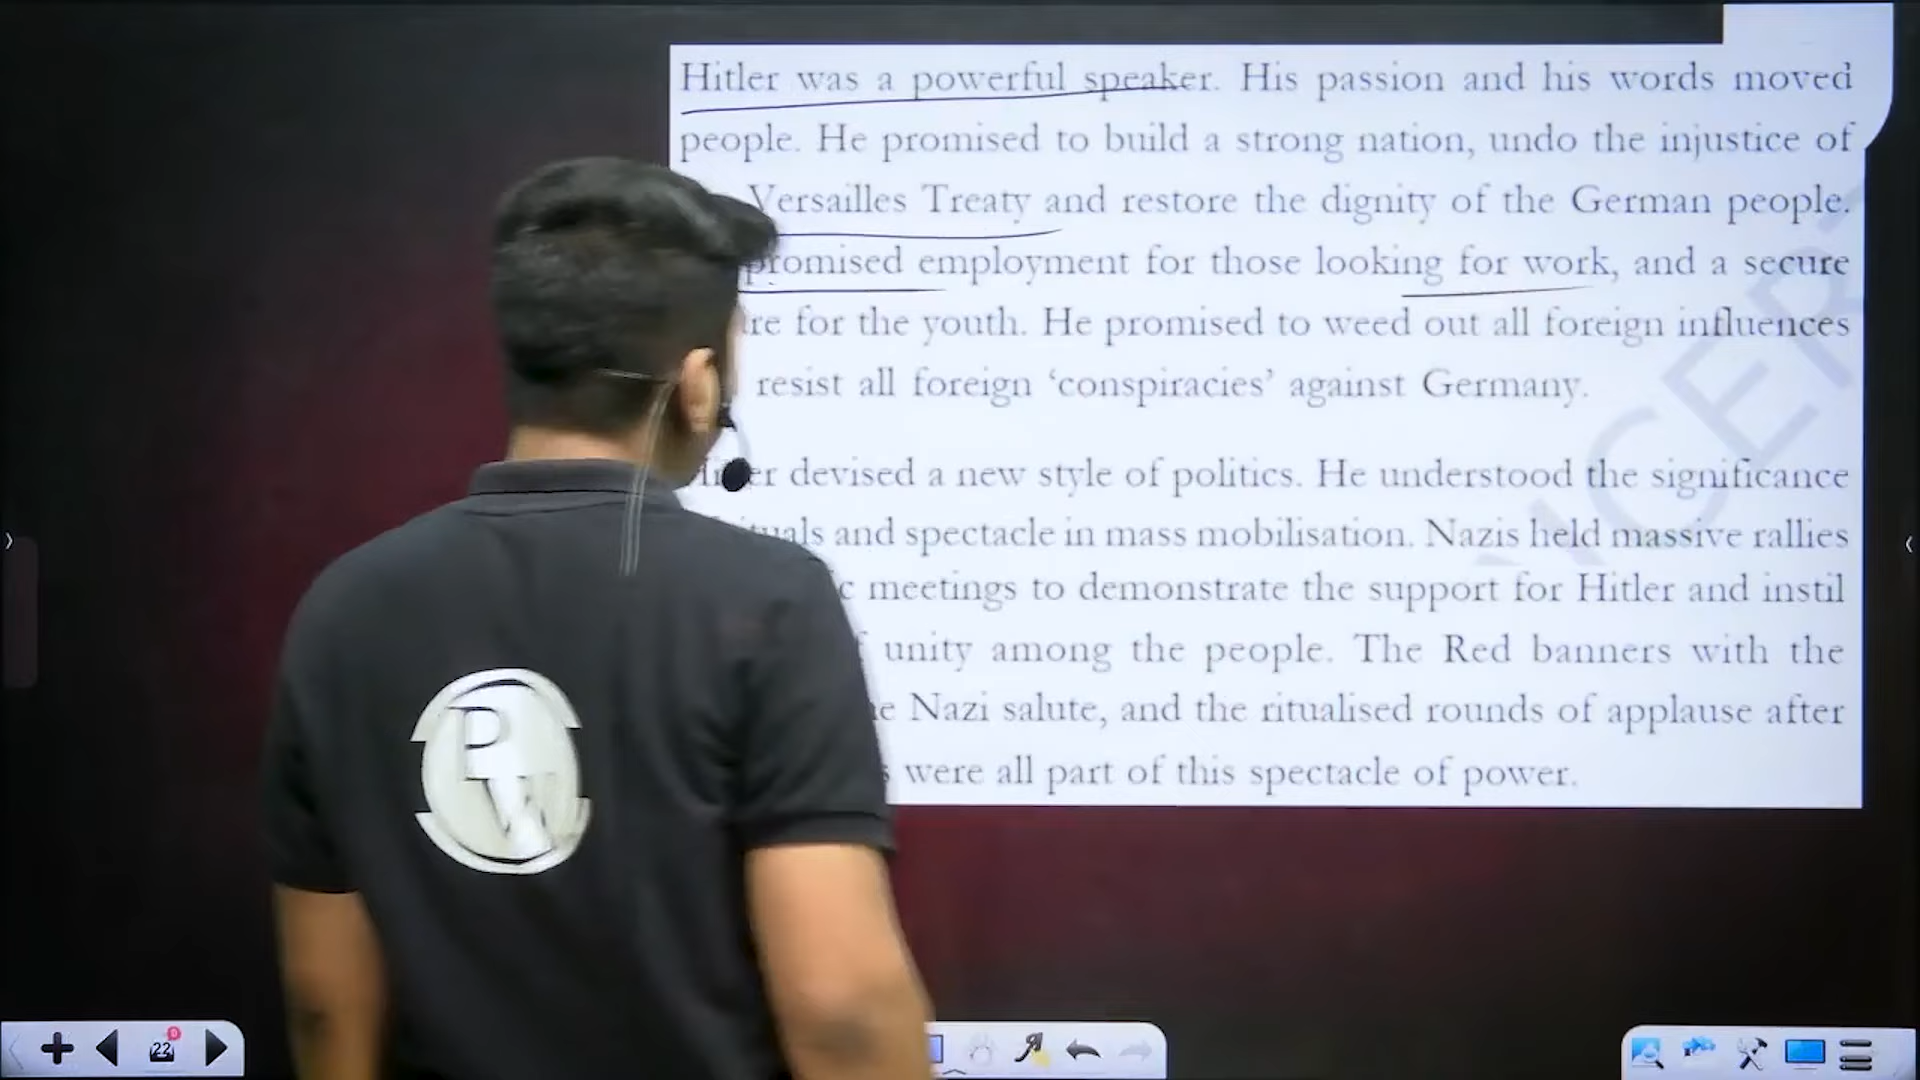 Hitler was a powerful speaker. His passion and his words moved
people. He promised to build a strong nation, undo the injustice of
Versailles Treaty and restore the dignity of the German people.
promised employment for those looking for work, and a secure
for the youth. He promised to weed out all foreign influences
resist all foreign ‘conspiracies’ against Germany.
devised a new style of politics. He understood the significance
and spectacle in mass mobilisation. Nazis held massive rallies
meetings to demonstrate the support for Hitler and instil
unity among the people. The Red banners with the
Nazi salute, and the ritualised rounds of applause after
were all part of this spectacle of power.
NCERT
PW
22